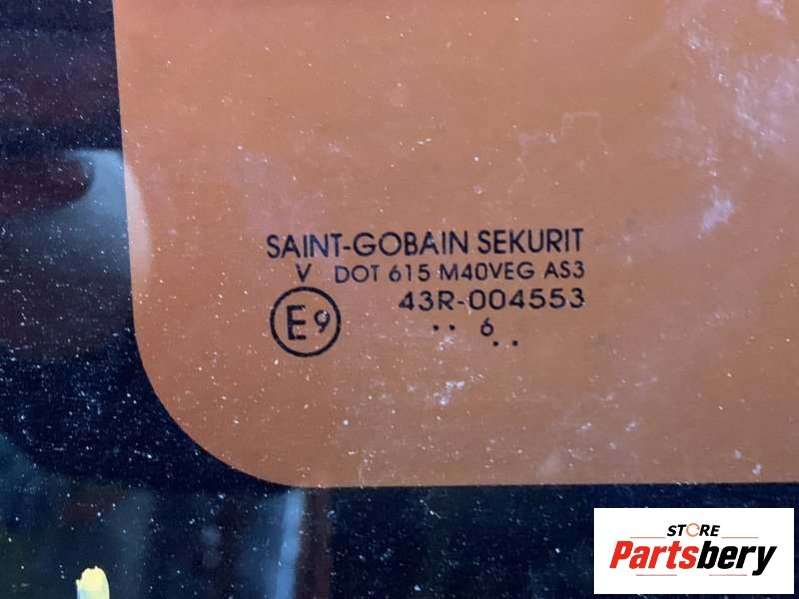 SAINT-GOBAIN SEKURIT
V DOT 615 M40VEG AS3
E9 43R-004553
.. 6 ..
STORE
Partsbery